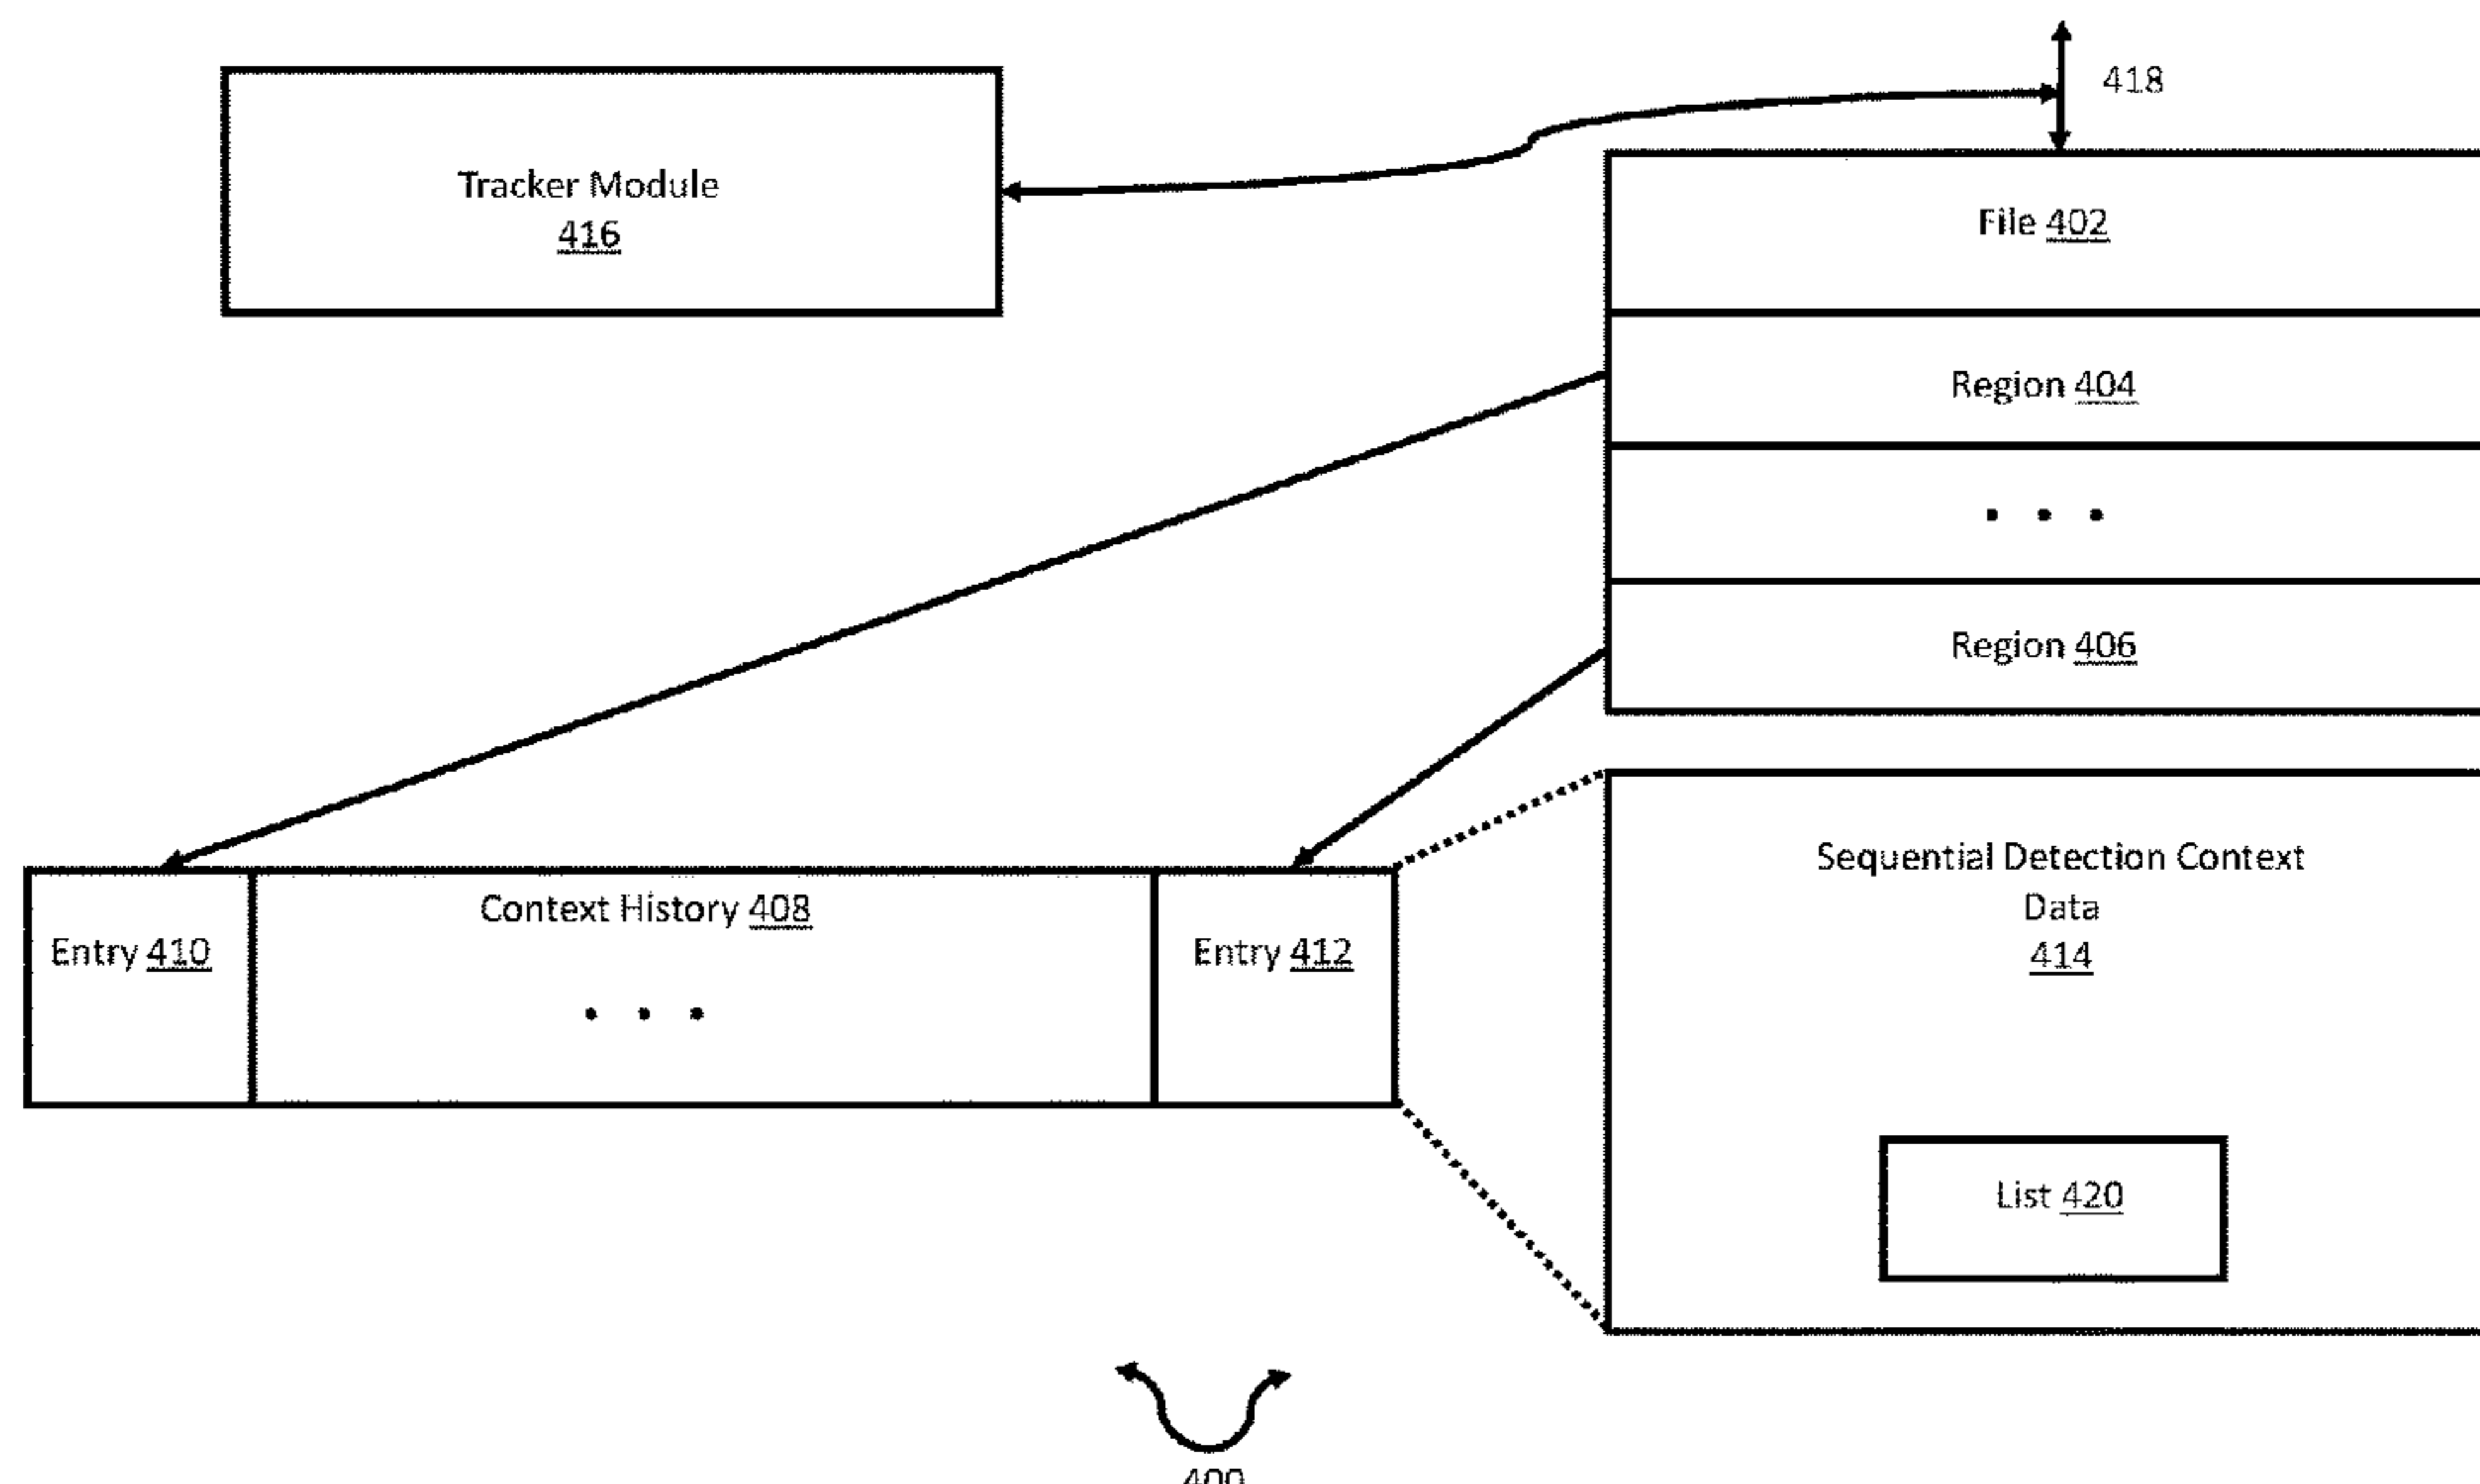 418
Tracker Module
416
File 402
Region 404
. . .
Region 406
Sequential Detection Context
Data
414
Context History 408
Entry 410
Entry 412
. . .
List 420
400